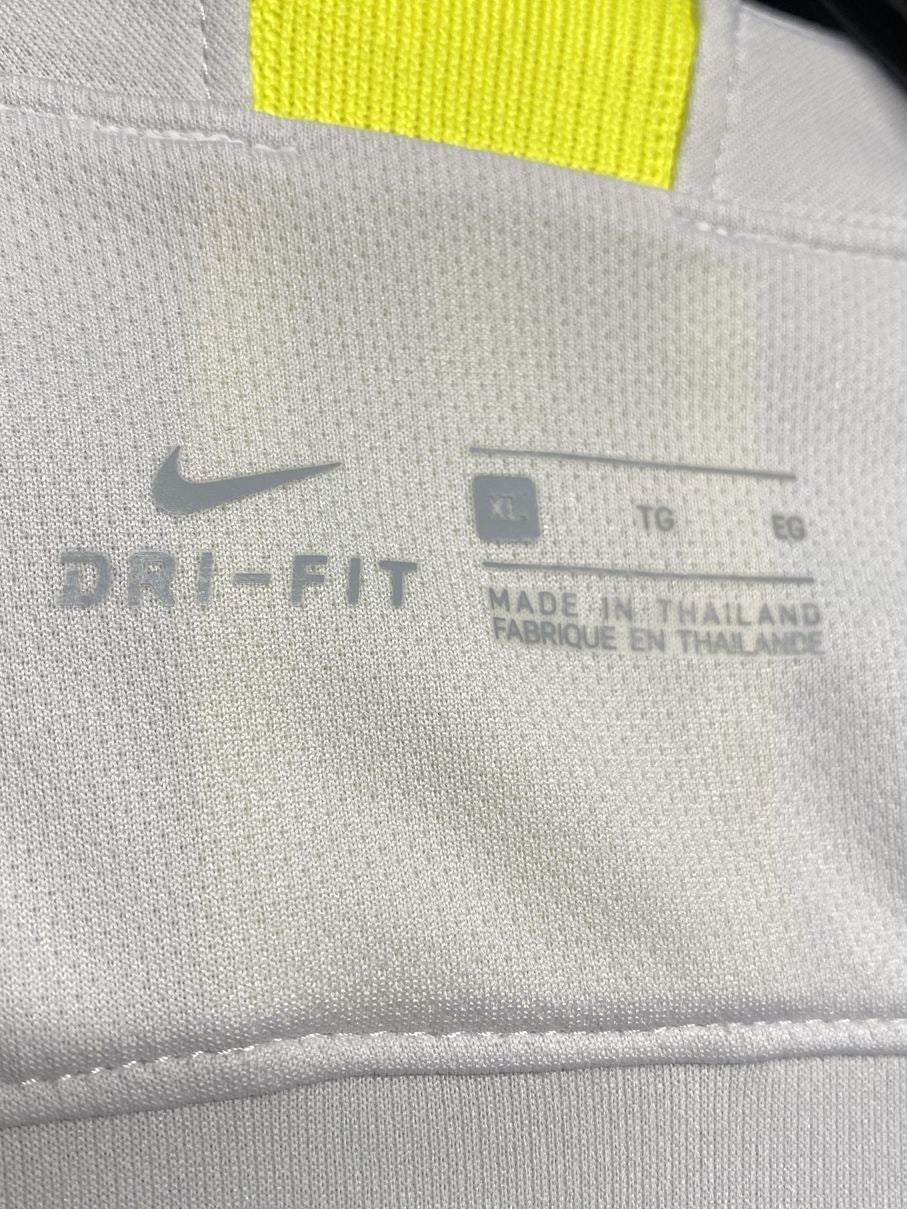 DRI-FIT
XL TG EG
MADE IN THAILAND
FABRIQUE EN THAILANDE